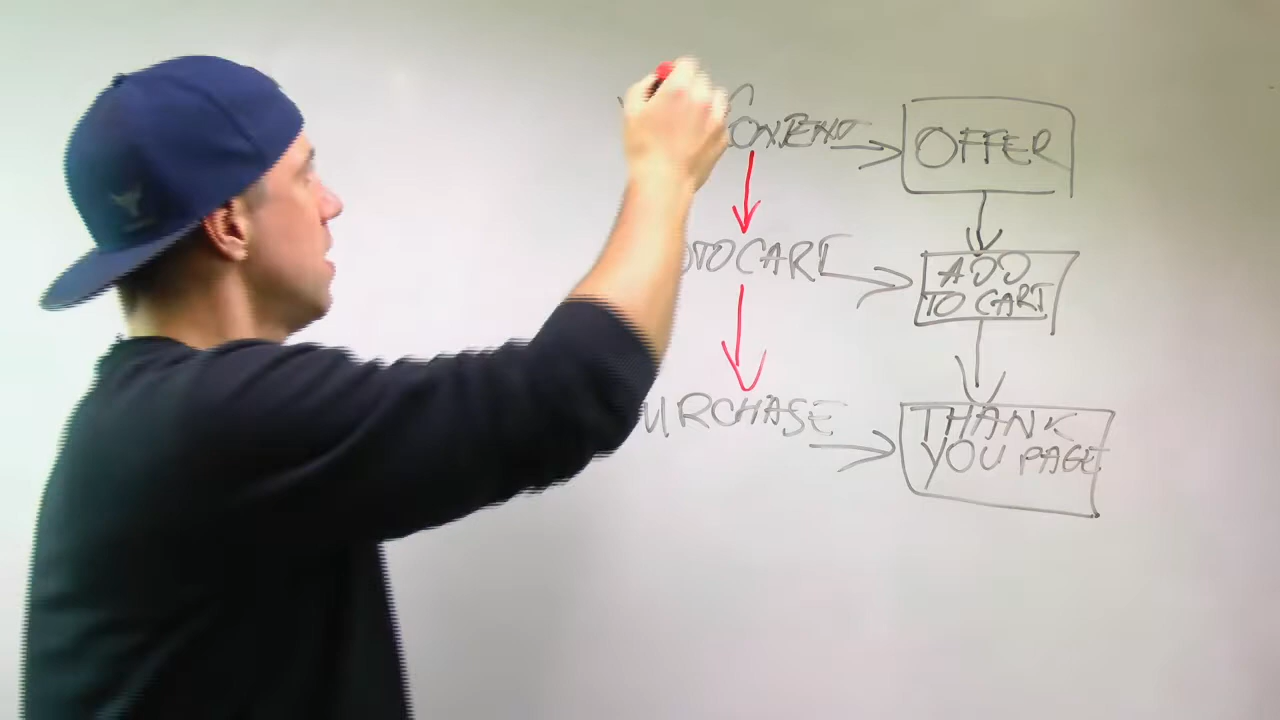 CONTENT
OFFER
TO CART
ADD
TO CART
URCHASE
THANK
YOU PAGE